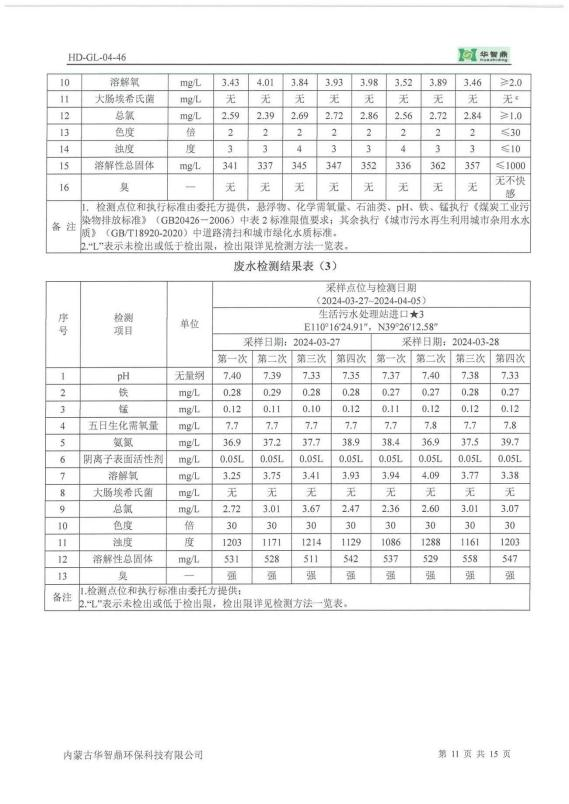 HD-GL-04-46
华智鼎
huazhiding
10 溶解氧 mg/L 3.43 4.01 3.84 3.93 3.98 3.52 3.89 3.46 ≥2.0
11 大肠埃希氏菌 mg/L 无 无 无 无 无 无 无 无 无 c
12 总氯 mg/L 2.59 2.39 2.69 2.72 2.86 2.56 2.72 2.84 ≥1.0
13 色度 倍 2 2 2 2 2 2 2 2 ≤30
14 浊度 度 3 3 4 3 4 4 3 3 ≤10
15 溶解性总固体 mg/L 341 337 345 347 352 336 362 357 ≤1000
16 臭 — 无 无 无 无 无 无 无 无 无不快感
备 注
1. 检测点位和执行标准由委托方提供，悬浮物、化学需氧量、石油类、pH、铁、锰执行《煤炭工业污
染物排放标准》（GB20426－2006）中表 2 标准限值要求；其余执行《城市污水再生利用城市杂用水水
质》（GB/T18920-2020）中道路清扫和城市绿化水质标准。
2.“L”表示未检出或低于检出限，检出限详见检测方法一览表。
废水检测结果表（3）
序号 检测项目 单位
采样点位与检测日期
（2024-03-27~2024-04-05）
生活污水处理站进口★3
E110°16′24.91″，N39°26′12.58″
采样日期：2024-03-27 采样日期：2024-03-28
第一次 第二次 第三次 第四次 第一次 第二次 第三次 第四次
1 pH 无量纲 7.40 7.39 7.33 7.35 7.37 7.40 7.38 7.33
2 铁 mg/L 0.28 0.29 0.28 0.28 0.27 0.27 0.28 0.27
3 锰 mg/L 0.12 0.11 0.10 0.12 0.11 0.12 0.12 0.12
4 五日生化需氧量 mg/L 7.7 7.7 7.7 7.7 7.7 7.8 7.7 7.8
5 氨氮 mg/L 36.9 37.2 37.7 38.9 38.4 36.9 37.5 39.7
6 阴离子表面活性剂 mg/L 0.05L 0.05L 0.05L 0.05L 0.05L 0.05L 0.05L 0.05L
7 溶解氧 mg/L 3.25 3.75 3.41 3.93 3.94 4.09 3.77 3.38
8 大肠埃希氏菌 mg/L 无 无 无 无 无 无 无 无
9 总氯 mg/L 2.72 3.01 3.67 2.47 2.36 2.60 3.01 3.07
10 色度 倍 30 30 30 30 30 30 30 30
11 浊度 度 1203 1171 1214 1129 1086 1288 1161 1203
12 溶解性总固体 mg/L 531 528 511 542 537 529 558 547
13 臭 — 强 强 强 强 强 强 强 强
备注
1.检测点位和执行标准由委托方提供；
2.“L”表示未检出或低于检出限，检出限详见检测方法一览表。
内蒙古华智鼎环保科技有限公司
第 11 页 共 15 页